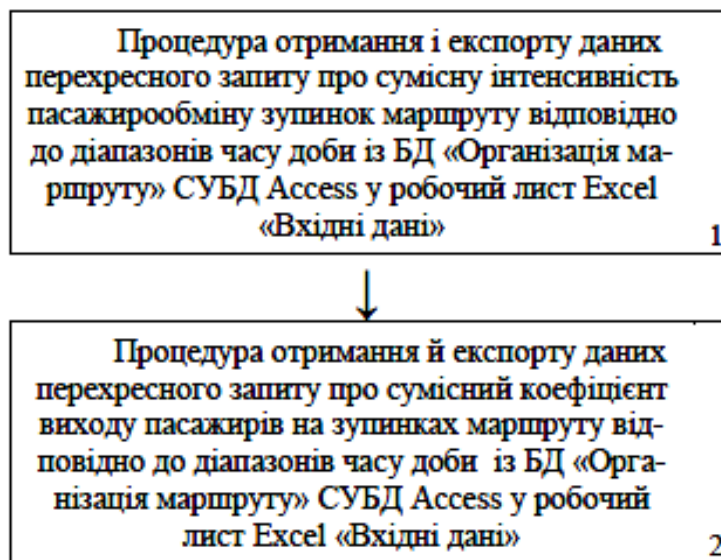 Процедура отримання і експорту даних
перехресного запиту про сумісну інтенсивність
пасажирообміну зупинок маршруту відповідно
до діапазонів часу доби із БД «Організація ма-
ршруту» СУБД Access у робочий лист Excel
«Вхідні дані»
1
↓
Процедура отримання й експорту даних
перехресного запиту про сумісний коефіцієнт
виходу пасажирів на зупинках маршруту від-
повідно до діапазонів часу доби  із БД «Орга-
нізація маршруту» СУБД Access у робочий
лист Excel «Вхідні дані»
2